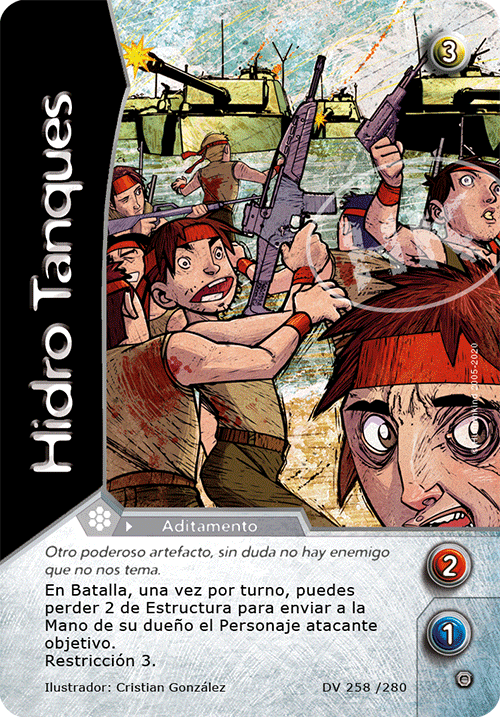 Hidro Tanques
3
Aditamento
Otro poderoso artefacto, sin duda no hay enemigo
que no nos tema.
En Batalla, una vez por turno, puedes
perder 2 de Estructura para enviar a la
Mano de su dueño el Personaje atacante
objetivo.
Restricción 3.
2
1
Ilustrador: Cristian González
DV 258 /280